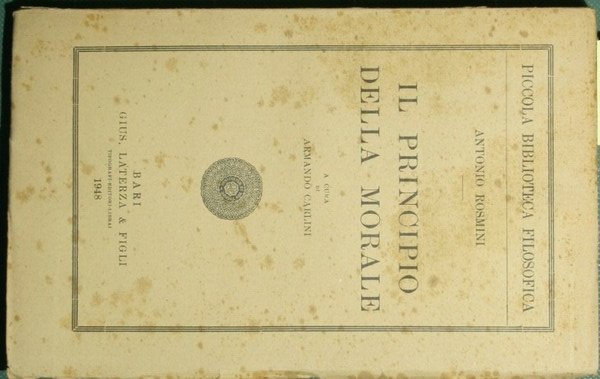 PICCOLA BIBLIOTECA FILOSOFICA
ANTONIO ROSMINI
IL PRINCIPIO
DELLA MORALE
A CURA
DI
ARMANDO CARLINI
BARI
GIUS. LATERZA & FIGLI
TIPOGRAFI-EDITORI-LIBRAI
1948